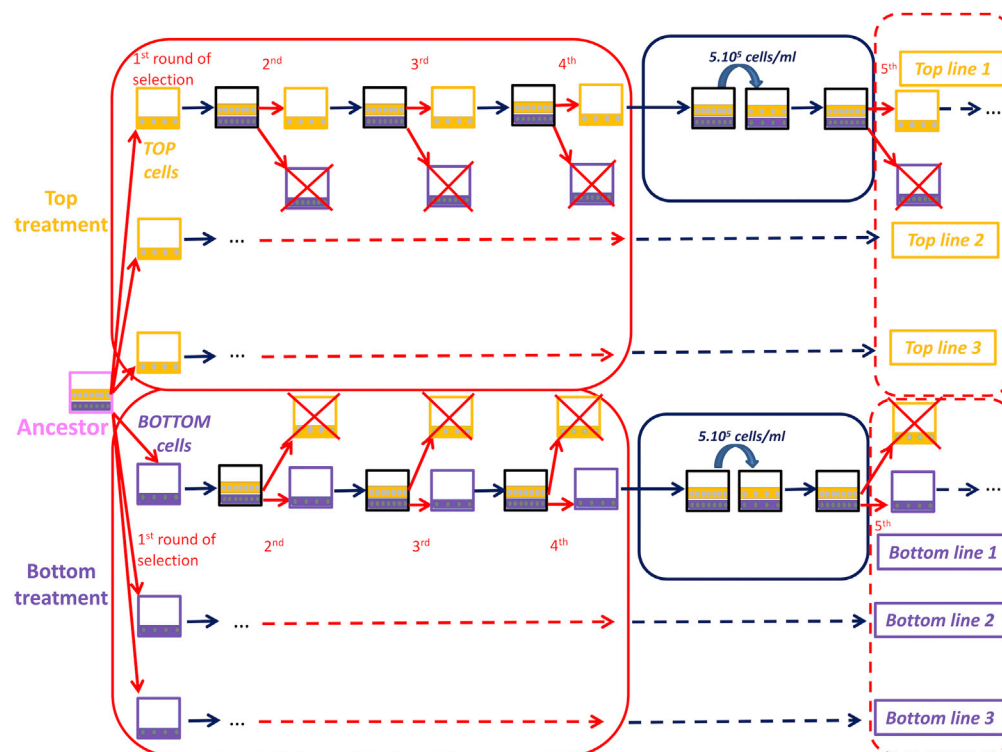 1st round of
selection
2nd
3rd
4th
5.10⁵ cells/ml
5th
Top line 1
...
TOP
cells
Top
treatment
...
Top line 2
...
Top line 3
Ancestor
BOTTOM
cells
5.10⁵ cells/ml
...
1st round of
selection
2nd
3rd
4th
5th
Bottom line 1
Bottom
treatment
...
Bottom line 2
...
Bottom line 3